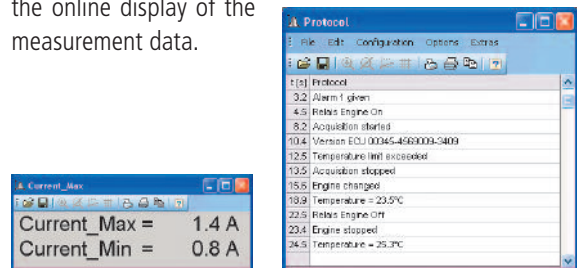 the online display of the
measurement data.
Current_Max
Current_Max = 1.4 A
Current_Min = 0.8 A
Protocol
File Edit Configuration Options Extras
t [s] Protocol
3.2 Alarm 1 given
4.5 Relais Engine On
8.2 Acquisition started
10.4 Version ECU 00345-4569009-3409
12.5 Temperature limit exceeded
13.5 Acquisition stopped
15.6 Engine changed
18.9 Temperature = 23.5°C
22.5 Relais Engine Off
23.4 Engine stopped
24.5 Temperature = 25.3°C